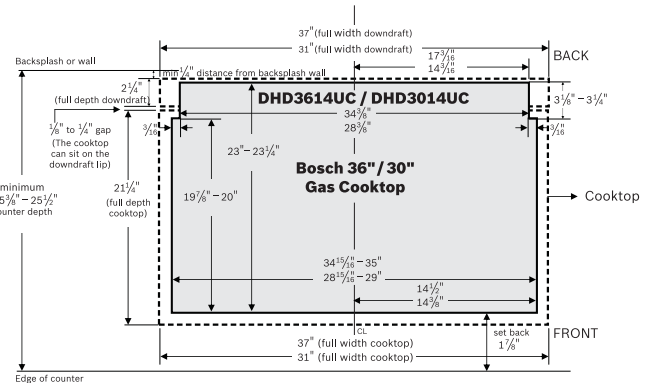 37" (full width downdraft)
31" (full width downdraft)
BACK
Backsplash or wall
17 3/16"
14 3/16"
min 1/4" distance from backsplash wall
2 1/4"
(full depth downdraft)
DHD3614UC / DHD3014UC
3 1/8" – 3 1/4"
34 3/8"
28 3/8"
1/8" to 1/4" gap
(The cooktop
can sit on the
downdraft lip)
3/16"
3/16"
23" – 23 1/4"
Bosch 36"/ 30"
Gas Cooktop
minimum
5 3/8" – 25 1/2"
21 1/4"
(full depth
cooktop)
19 7/8" – 20"
Cooktop
34 15/16" – 35"
28 15/16" – 29"
14 1/2"
14 3/8"
CL
set back
1 7/8"
FRONT
37" (full width cooktop)
31" (full width cooktop)
Edge of counter